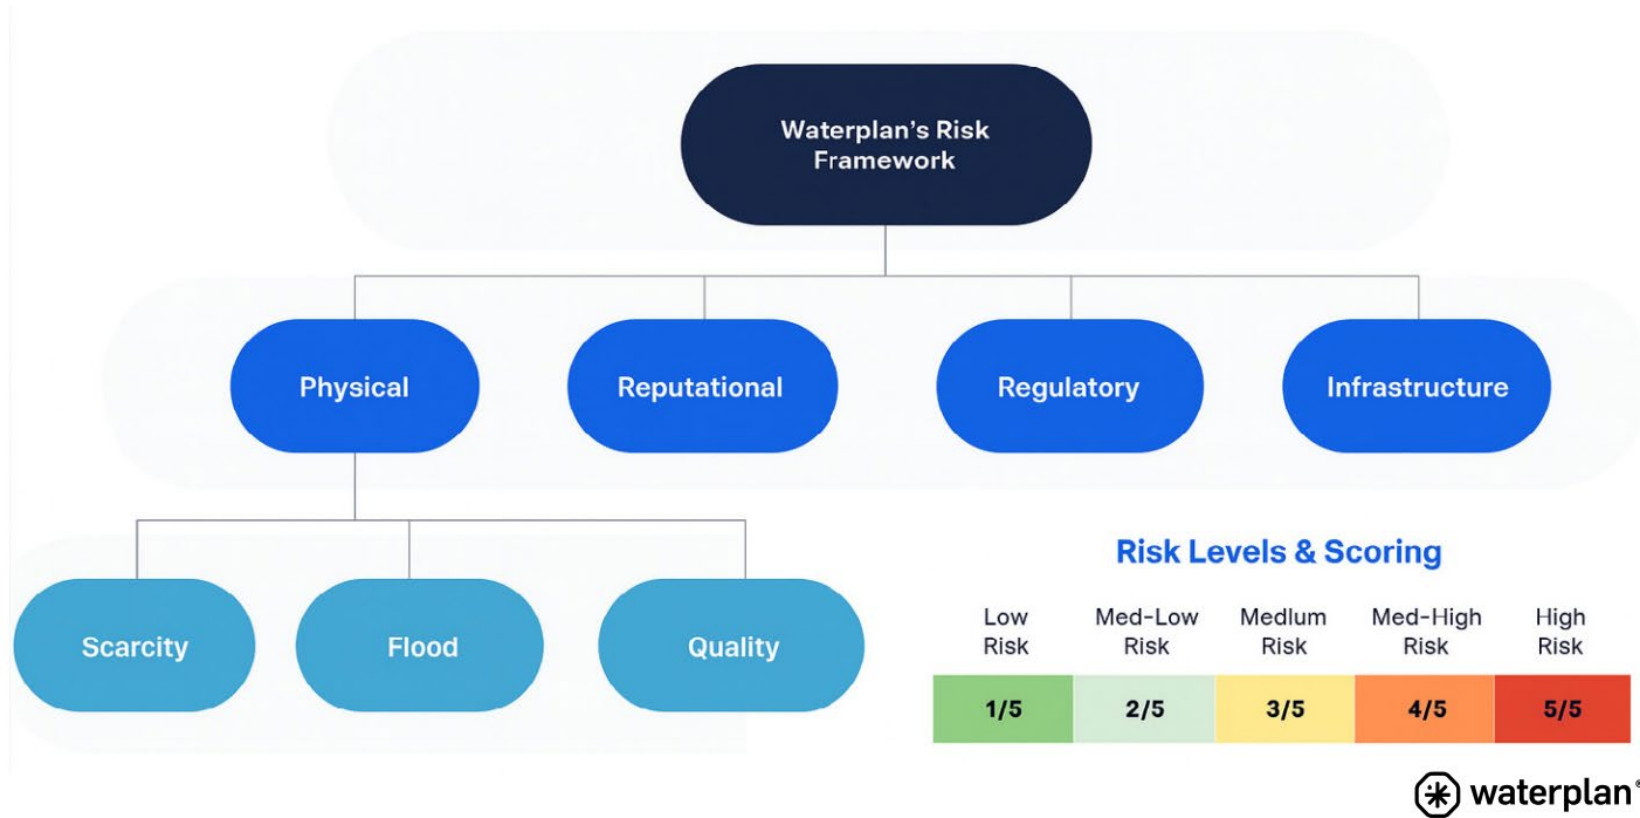 Waterplan's Risk
Framework
Physical
Reputational
Regulatory
Infrastructure
Scarcity
Flood
Quality
Risk Levels & Scoring
Low
Risk
Med-Low
Risk
Medlum
Risk
Med-High
Risk
High
Risk
1/5
2/5
3/5
4/5
5/5
waterplan